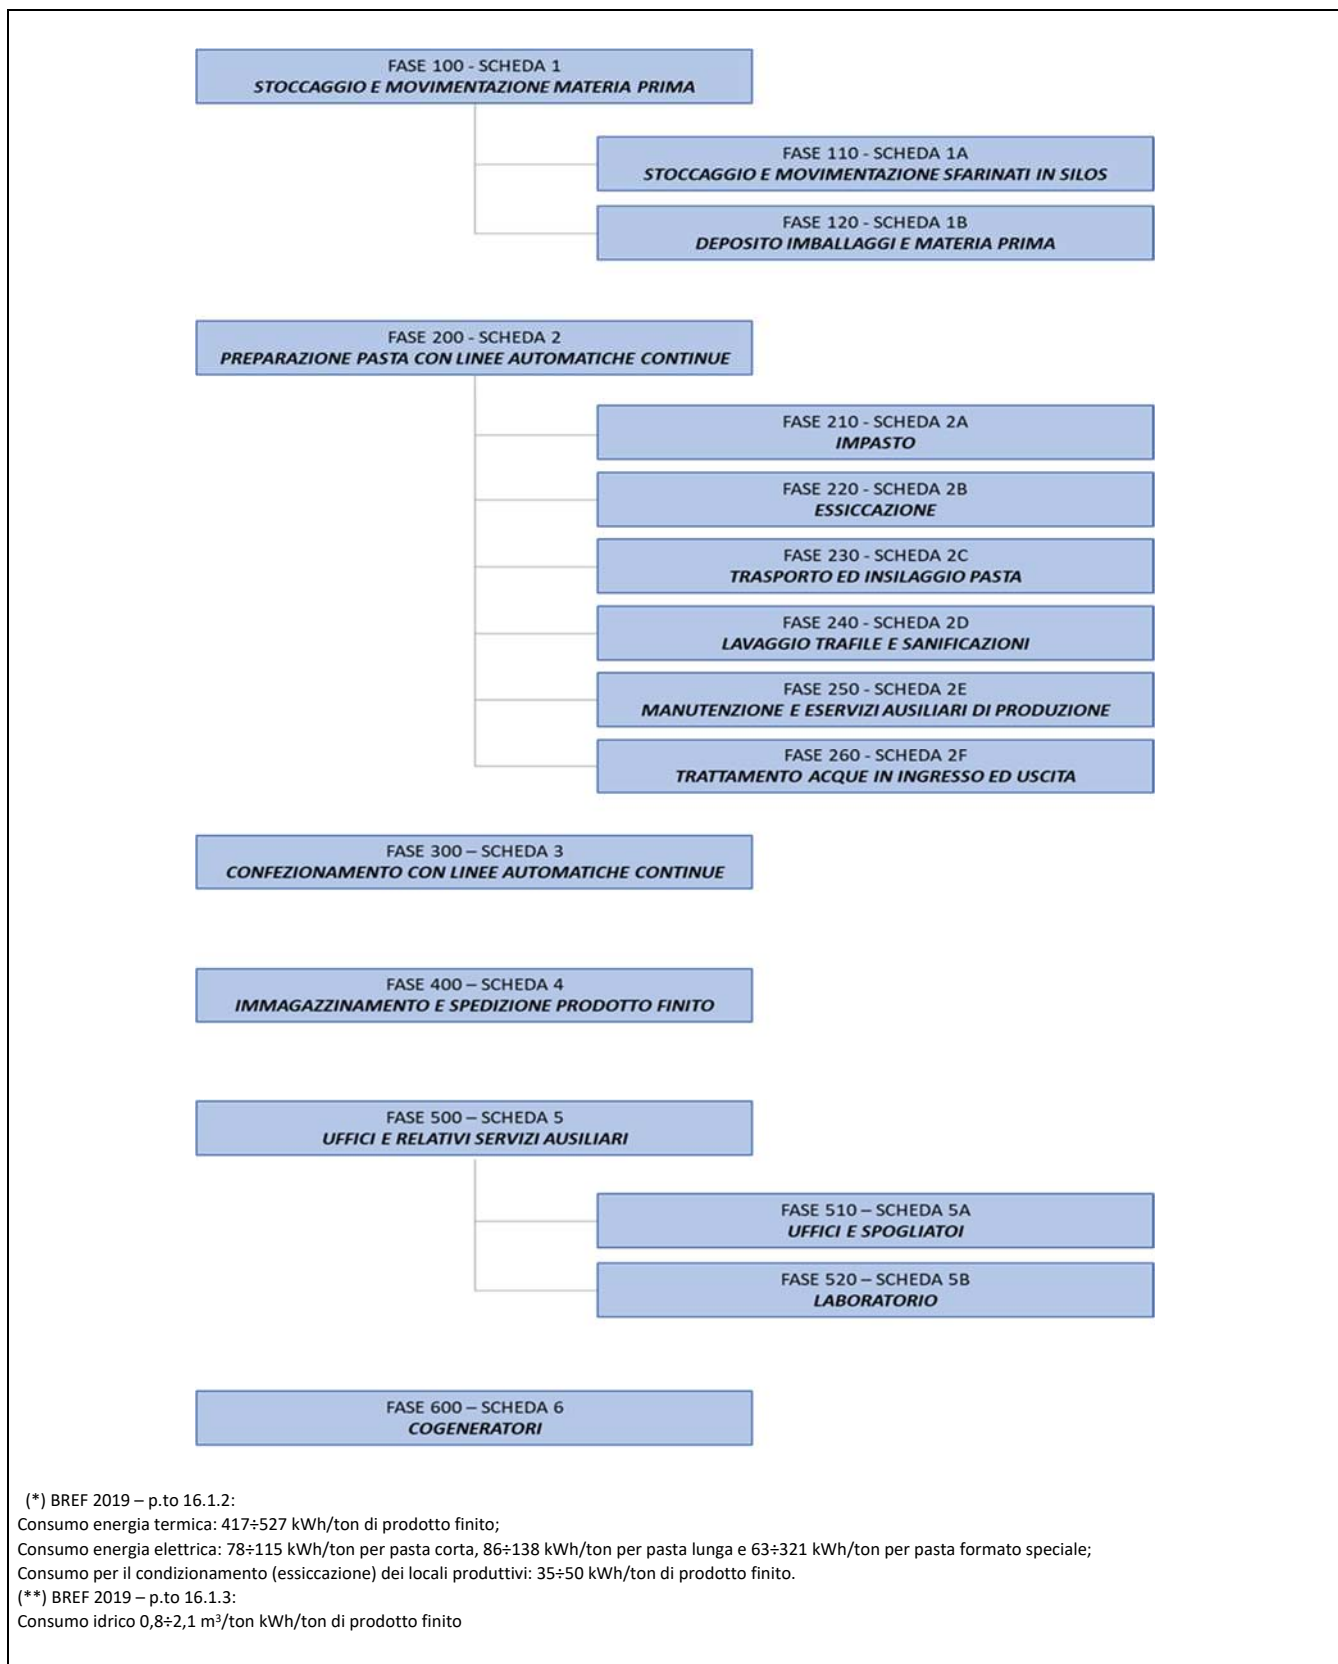 FASE 100 - SCHEDA 1
STOCCAGGIO E MOVIMENTAZIONE MATERIA PRIMA
FASE 110 - SCHEDA 1A
STOCCAGGIO E MOVIMENTAZIONE SFARINATI IN SILOS
FASE 120 - SCHEDA 1B
DEPOSITO IMBALLAGGI E MATERIA PRIMA
FASE 200 - SCHEDA 2
PREPARAZIONE PASTA CON LINEE AUTOMATICHE CONTINUE
FASE 210 - SCHEDA 2A
IMPASTO
FASE 220 - SCHEDA 2B
ESSICCAZIONE
FASE 230 - SCHEDA 2C
TRASPORTO ED INSILAGGIO PASTA
FASE 240 - SCHEDA 2D
LAVAGGIO TRAFILE E SANIFICAZIONI
FASE 250 - SCHEDA 2E
MANUTENZIONE E ESERVIZI AUSILIARI DI PRODUZIONE
FASE 260 - SCHEDA 2F
TRATTAMENTO ACQUE IN INGRESSO ED USCITA
FASE 300 – SCHEDA 3
CONFEZIONAMENTO CON LINEE AUTOMATICHE CONTINUE
FASE 400 – SCHEDA 4
IMMAGAZZINAMENTO E SPEDIZIONE PRODOTTO FINITO
FASE 500 – SCHEDA 5
UFFICI E RELATIVI SERVIZI AUSILIARI
FASE 510 – SCHEDA 5A
UFFICI E SPOGLIATOI
FASE 520 – SCHEDA 5B
LABORATORIO
FASE 600 – SCHEDA 6
COGENERATORI
(*) BREF 2019 – p.to 16.1.2:
Consumo energia termica: 417÷527 kWh/ton di prodotto finito;
Consumo energia elettrica: 78÷115 kWh/ton per pasta corta, 86÷138 kWh/ton per pasta lunga e 63÷321 kWh/ton per pasta formato speciale;
Consumo per il condizionamento (essiccazione) dei locali produttivi: 35÷50 kWh/ton di prodotto finito.
(**) BREF 2019 – p.to 16.1.3:
Consumo idrico 0,8÷2,1 m³/ton kWh/ton di prodotto finito